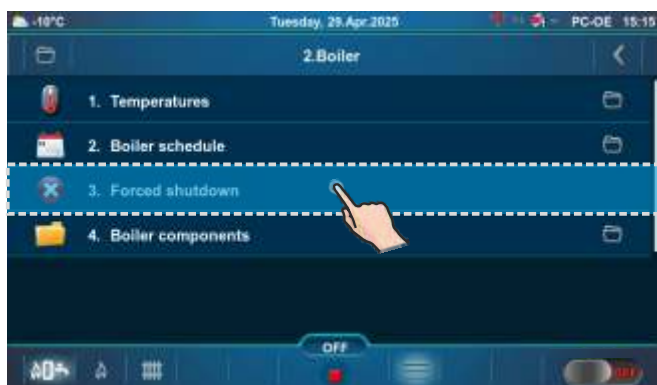 -10°C Tuesday, 29.Apr.2025 PC-OE 15:15
2.Boiler
1. Temperatures
2. Boiler schedule
3. Forced shutdown
4. Boiler components
OFF
OFF